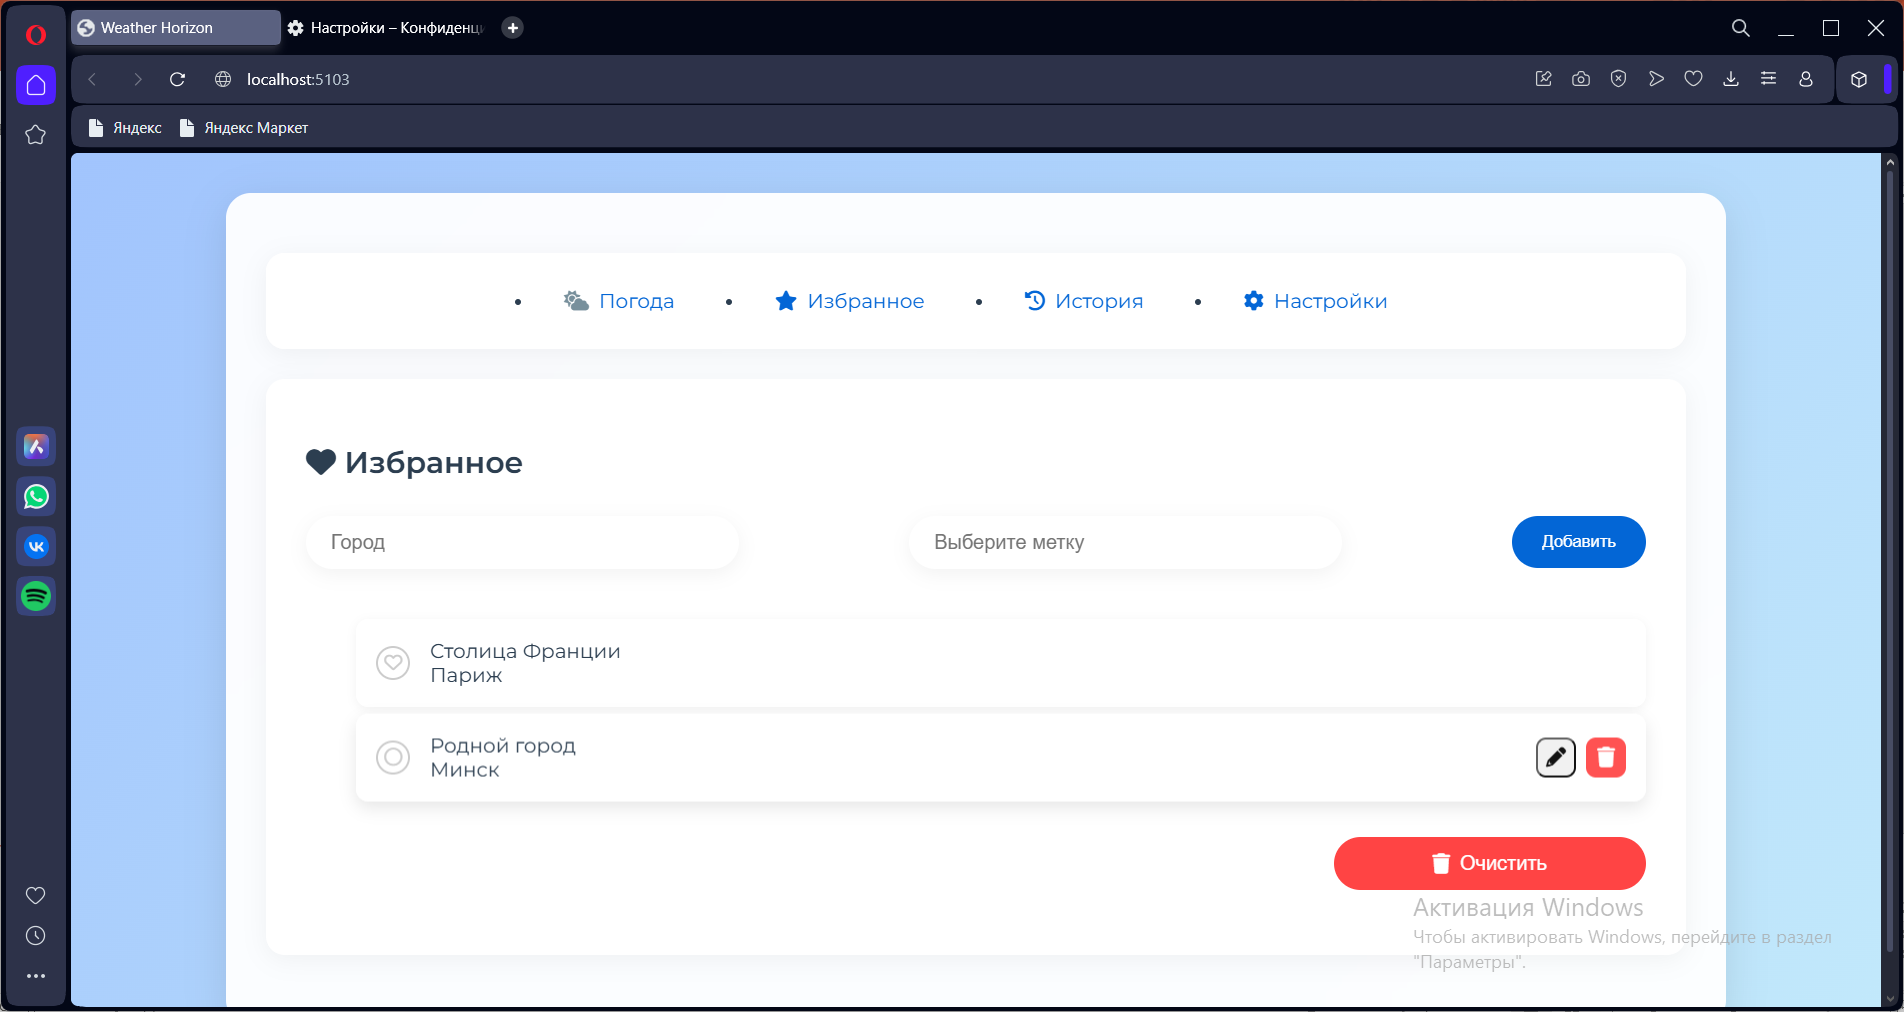 Weather Horizon
Настройки – Конфиденци
localhost:5103
Яндекс
Яндекс Маркет
Погода
Избранное
История
Настройки
Избранное
Город
Выберите метку
Добавить
Столица Франции
Париж
Родной город
Минск
Очистить
Активация Windows
Чтобы активировать Windows, перейдите в раздел
"Параметры".